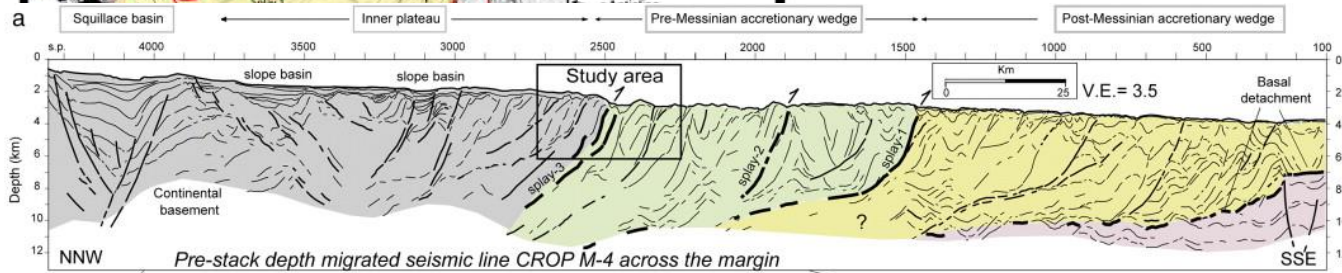 a
Squillace basin
Inner plateau
Pre-Messinian accretionary wedge
Post-Messinian accretionary wedge
s.p. 4000 3500 3000 2500 2000 1500 1000 500 100
0
2
4
6
8
10
12
Depth (km)
slope basin
slope basin
Study area
Km
0 25
V.E.= 3.5
Basal
detachment
splay-3
splay-2
splay-1
Continental
basement
?
NNW
Pre-stack depth migrated seismic line CROP M-4 across the margin
SSE
0
2
4
6
8